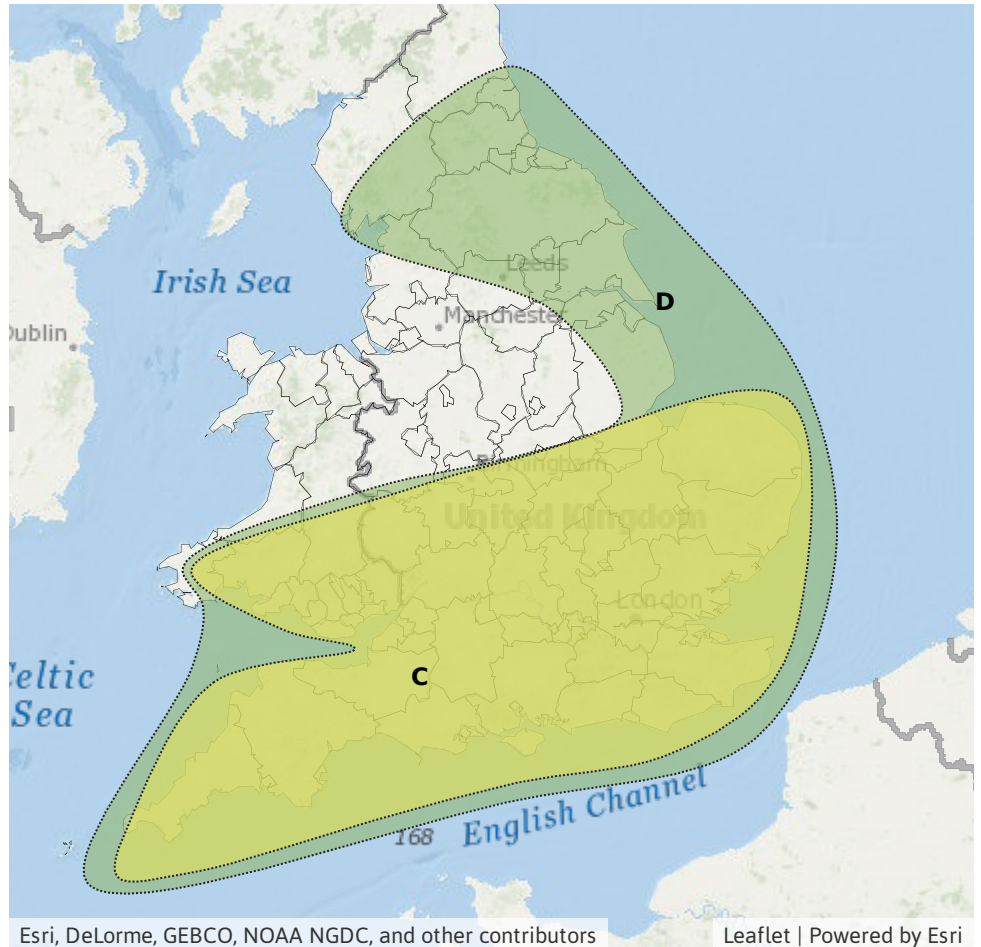 Leeds
Irish Sea
D
Manchester
Dublin
Birmingham
United Kingdom
London
Celtic
Sea
C
English Channel
168
Esri, DeLorme, GEBCO, NOAA NGDC, and other contributors
Leaflet | Powered by Esri